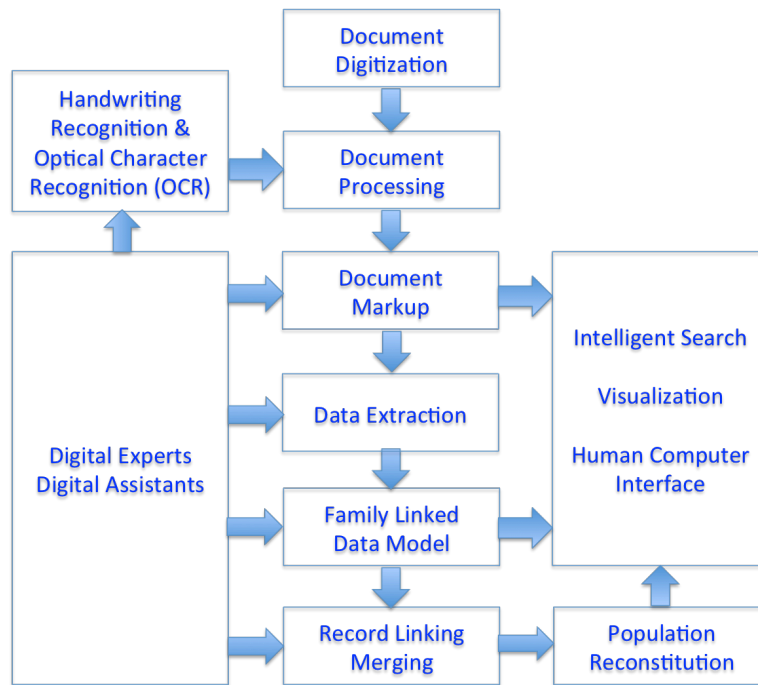 Document
Digitization
Handwriting
Recognition &
Optical Character
Recognition (OCR)
Document
Processing
Document
Markup
Intelligent Search
Visualization
Human Computer
Interface
Data Extraction
Digital Experts
Digital Assistants
Family Linked
Data Model
Record Linking
Merging
Population
Reconstitution